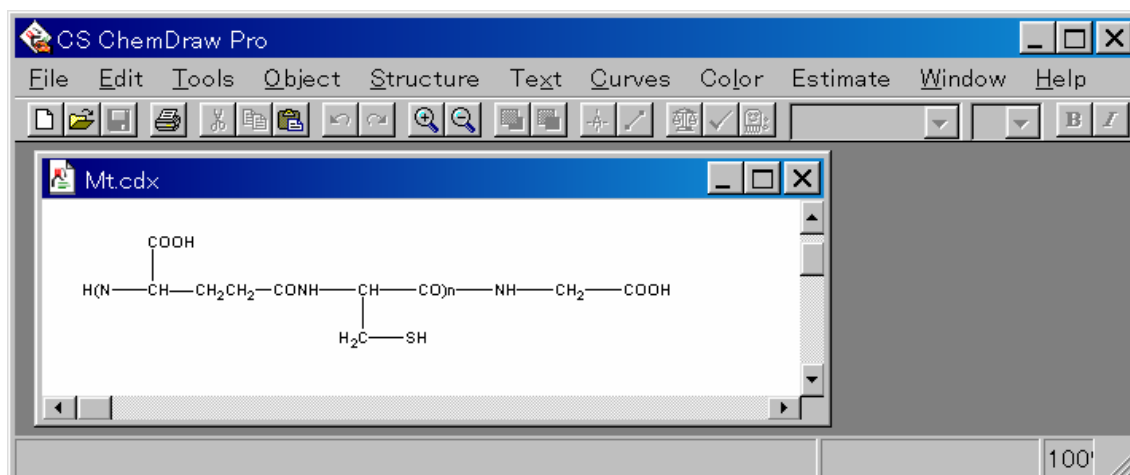 CS ChemDraw Pro
File Edit Tools Object Structure Text Curves Color Estimate Window Help
B I
Mt.cdx
COOH
H(N—CH—CH₂CH₂—CONH—CH—CO)n—NH—CH₂—COOH
H₂C—SH